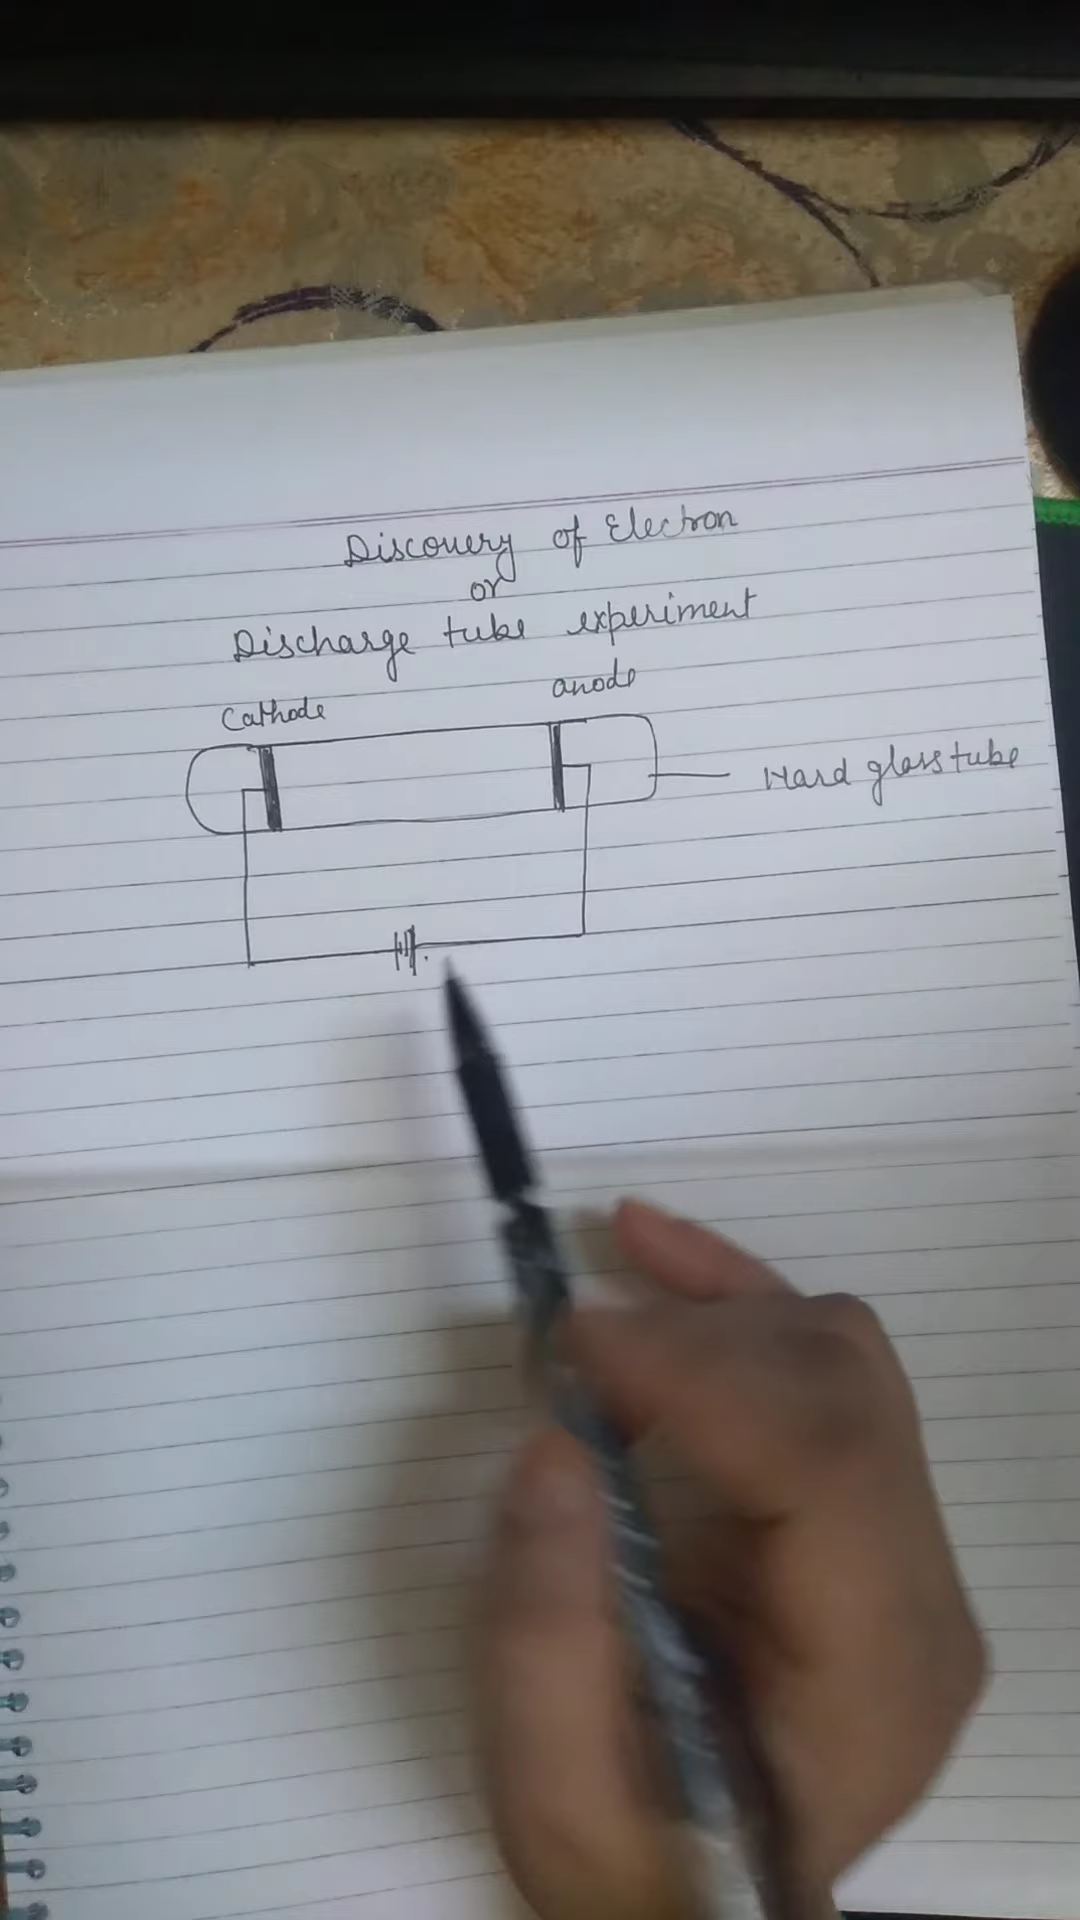 Discovery of Electron
or
Discharge tube experiment
Cathode
anode
Hard glass tube